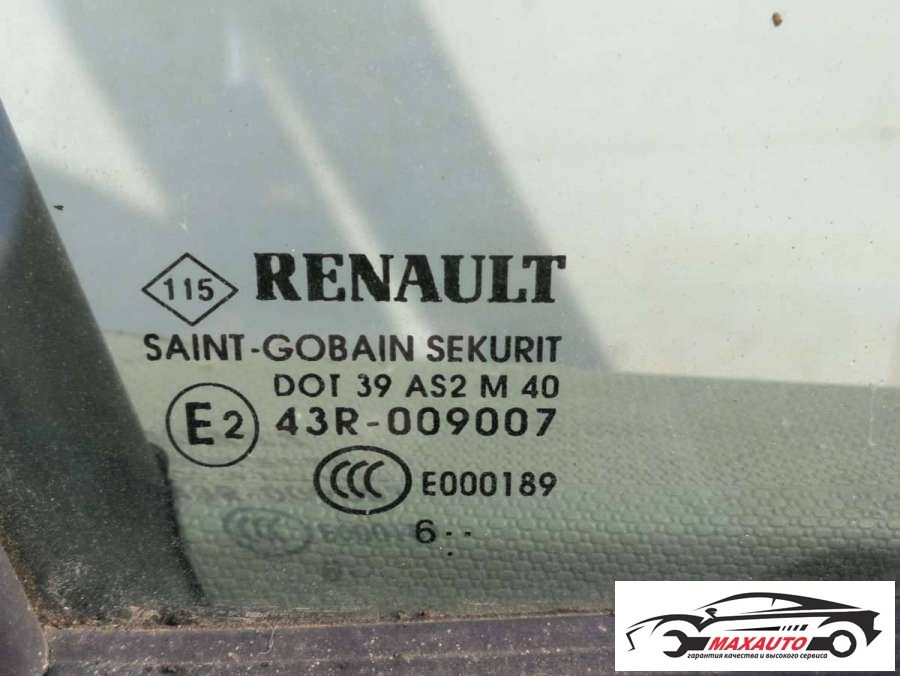 115 RENAULT
SAINT-GOBAIN SEKURIT
DOT 39 AS2 M 40
E2 43R-009007
CCC E000189
6··
MAXAUTO
гарантия качества и высокого сервиса